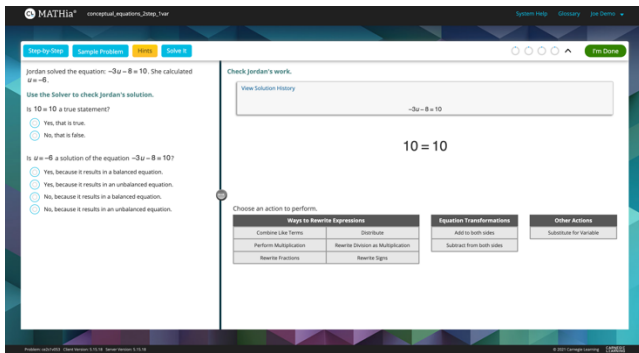 MATHia conceptual_equations_2step_1var System Help Glossary Joe Demo
Step-by-Step Sample Problem Hints Solve It I'm Done
Jordan solved the equation: −3u − 8 = 10. She calculated
u = −6.
Use the Solver to check Jordan's solution.
Is 10 = 10 a true statement?
Yes, that is true.
No, that is false.
Is u = −6 a solution of the equation −3u − 8 = 10?
Yes, because it results in a balanced equation.
Yes, because it results in an unbalanced equation.
No, because it results in a balanced equation.
No, because it results in an unbalanced equation.
Check Jordan's work.
View Solution History
−3u − 8 = 10
10 = 10
Choose an action to perform.
Ways to Rewrite Expressions
Combine Like Terms Distribute
Perform Multiplication Rewrite Division as Multiplication
Rewrite Fractions Rewrite Signs
Equation Transformations
Add to both sides
Subtract from both sides
Other Actions
Substitute for Variable
© 2021 Carnegie Learning